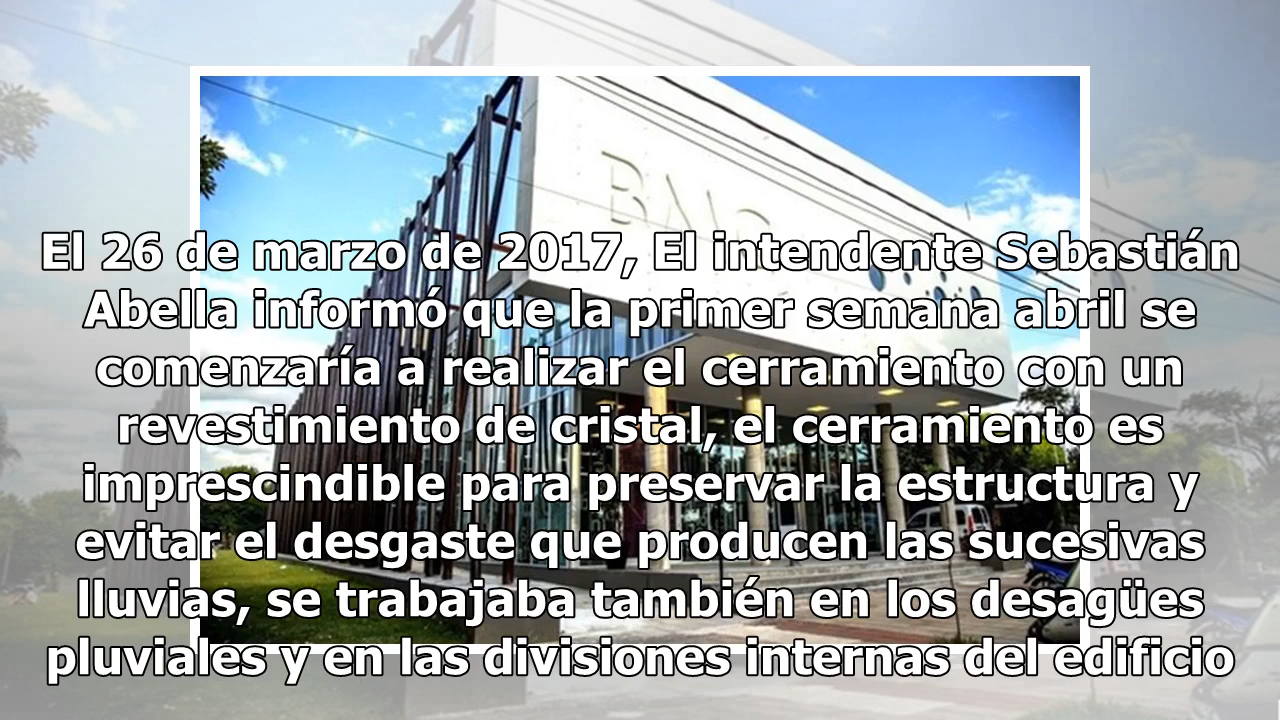 BMC
El 26 de marzo de 2017, El intendente Sebastián
Abella informó que la primer semana abril se
comenzaría a realizar el cerramiento con un
revestimiento de cristal, el cerramiento es
imprescindible para preservar la estructura y
evitar el desgaste que producen las sucesivas
lluvias, se trabajaba también en los desagües
pluviales y en las divisiones internas del edificio